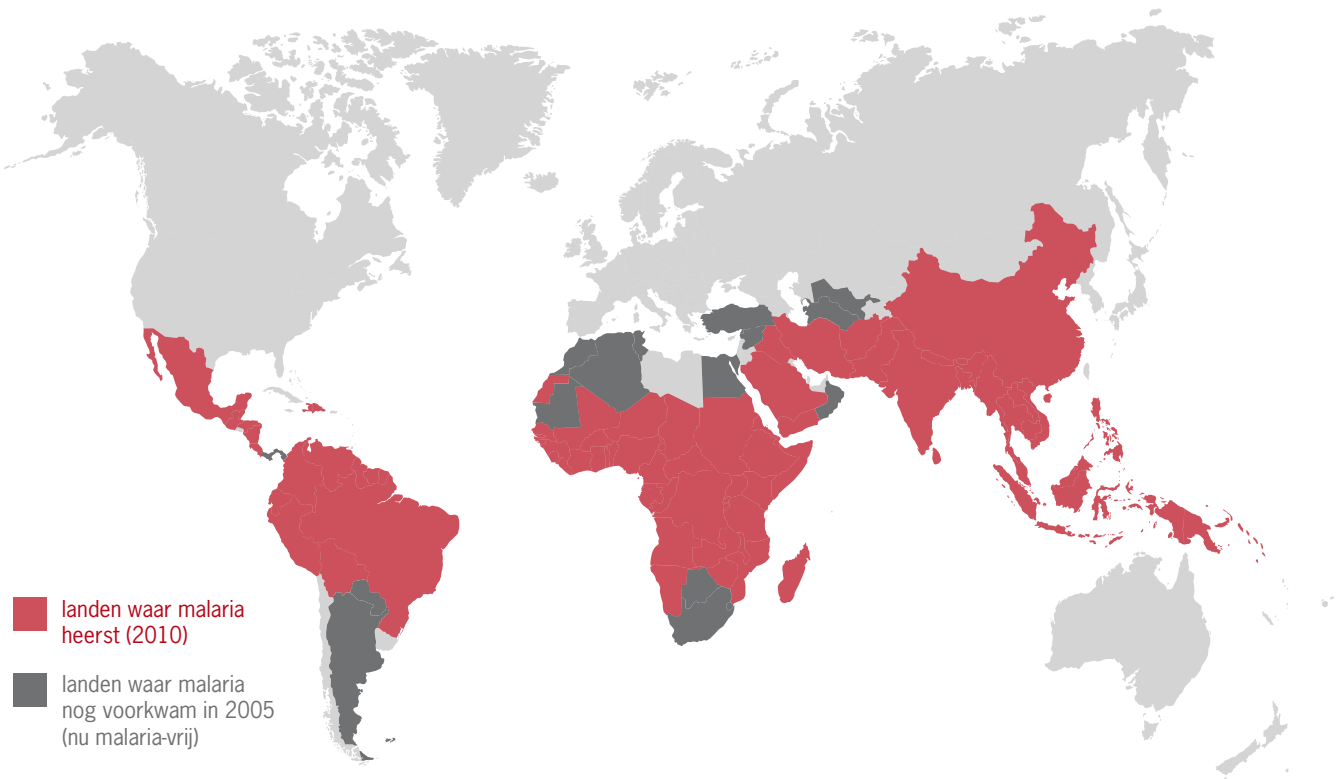 landen waar malaria
heerst (2010)
landen waar malaria
nog voorkwam in 2005
(nu malaria-vrij)